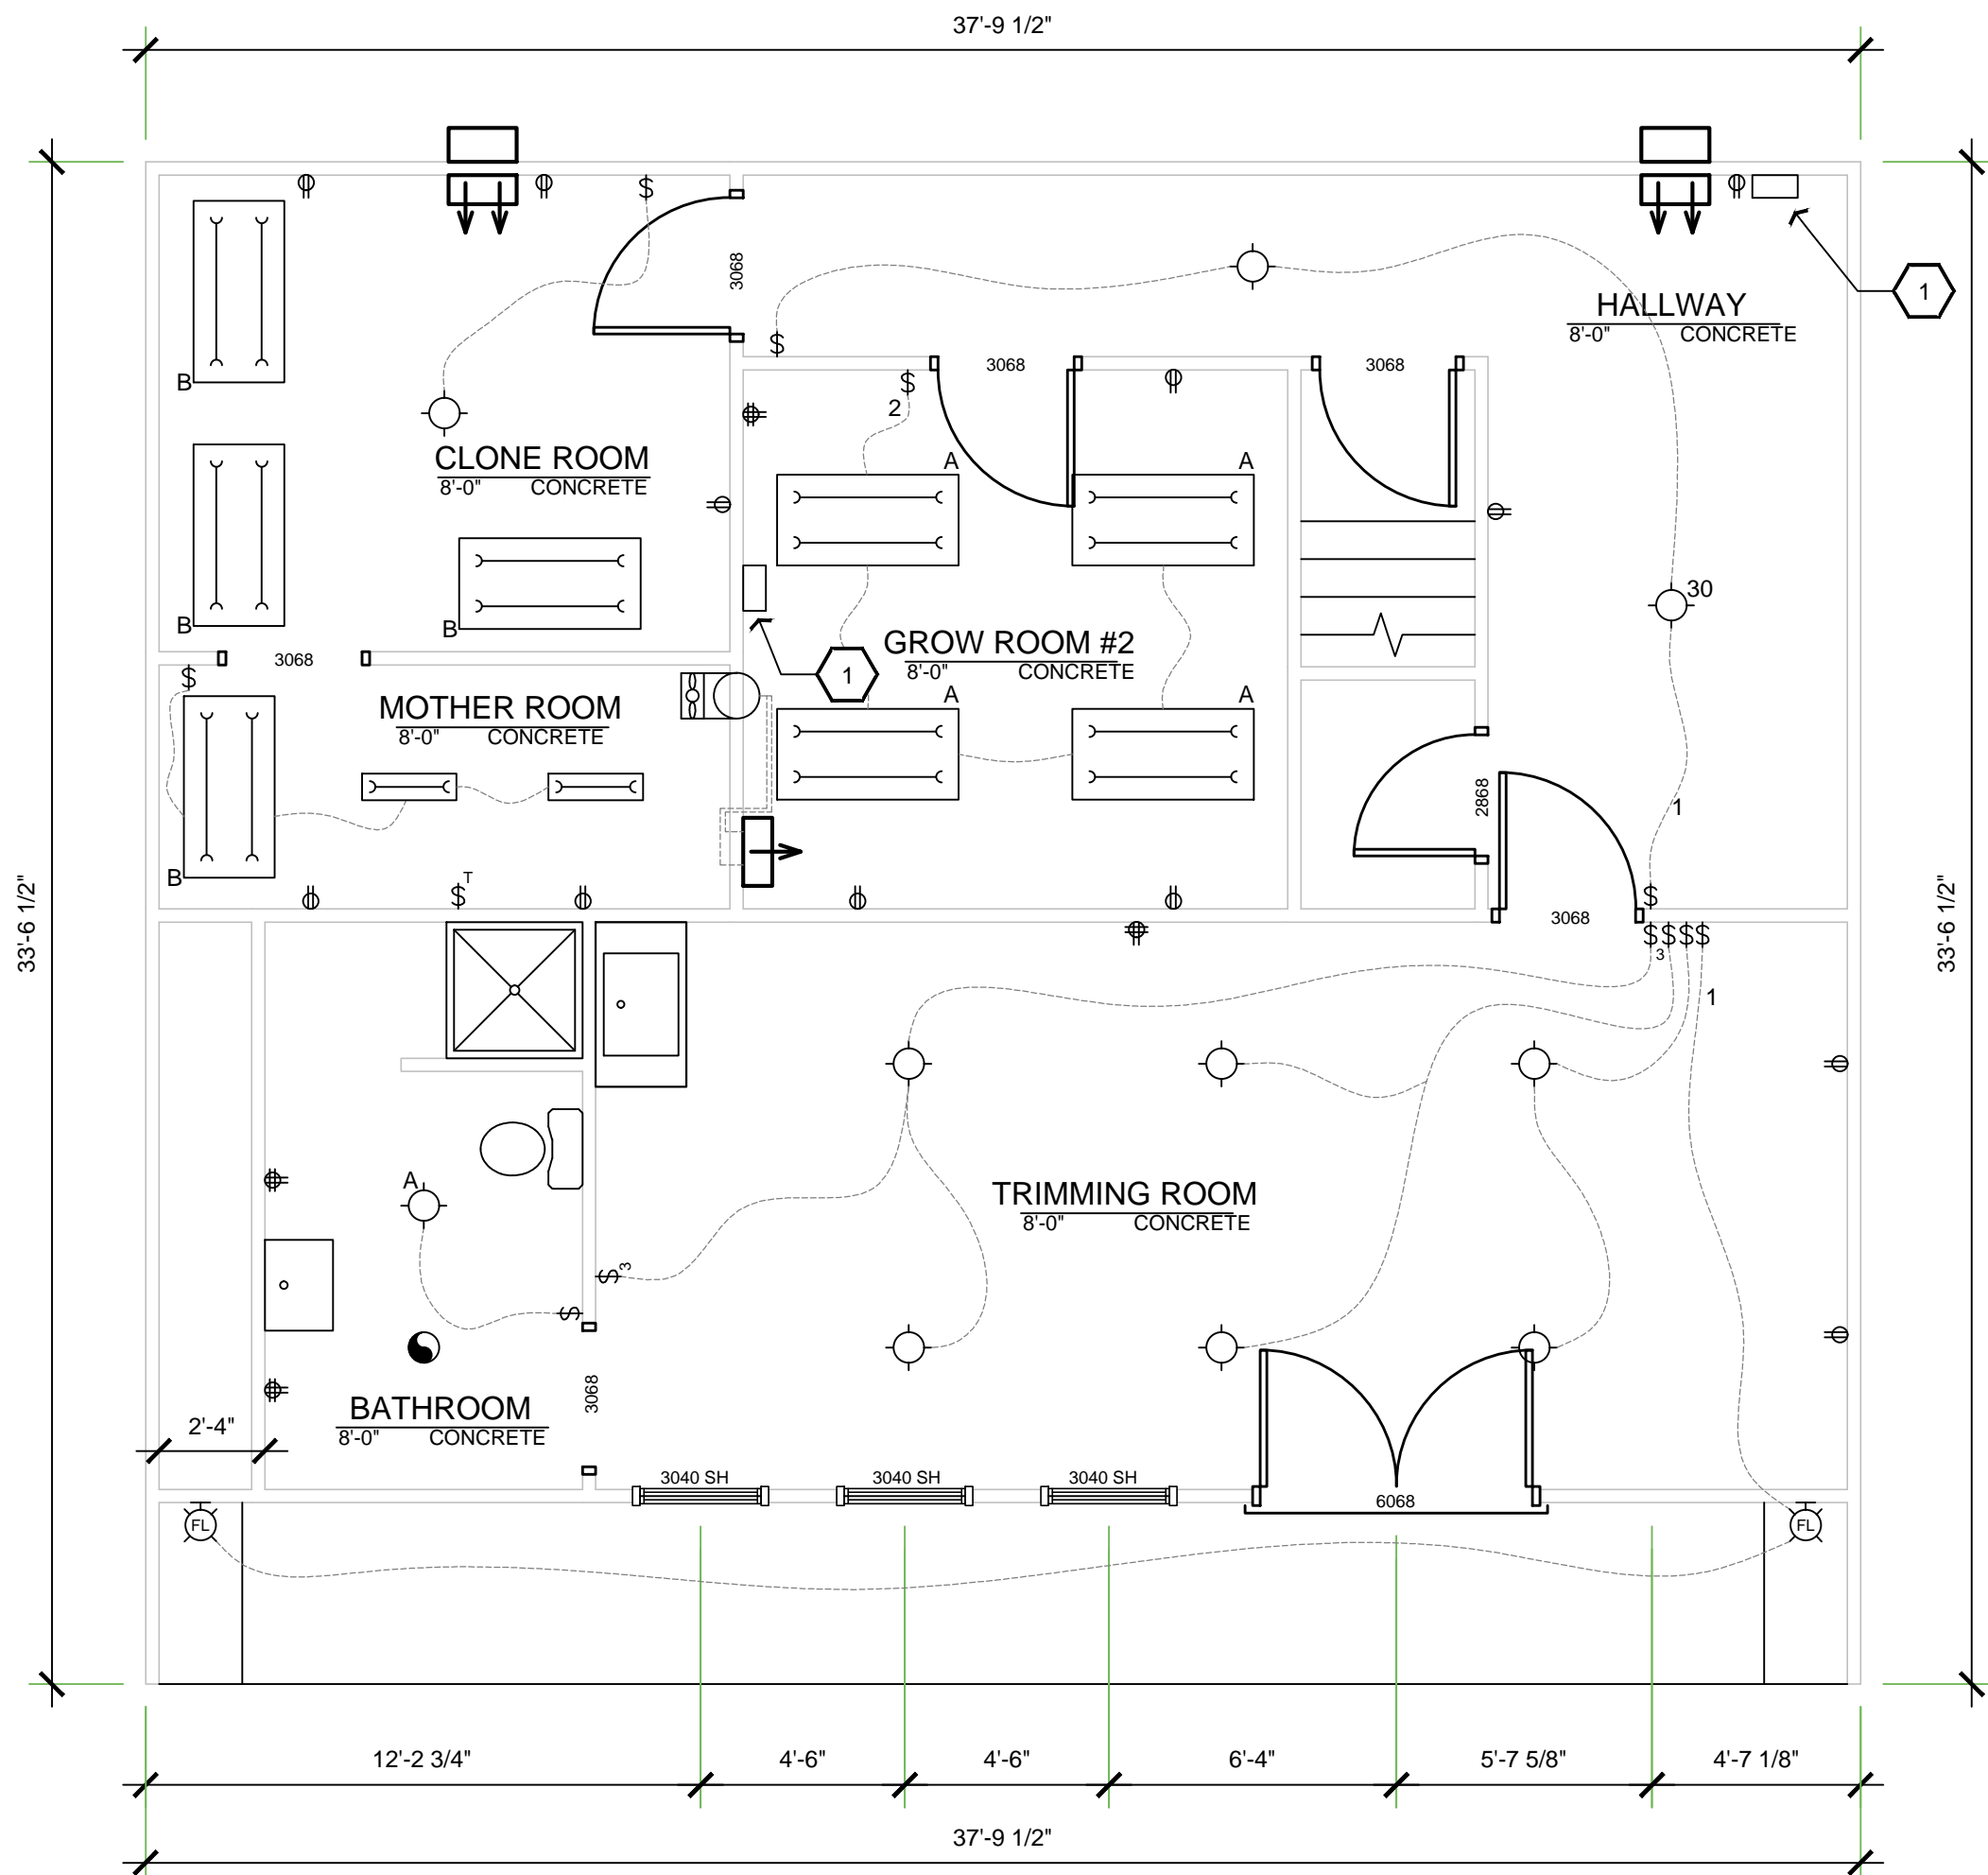 37'-9 1/2"
$
3068
1
HALLWAY
8'-0" CONCRETE
$
3068
3068
$
2
B
CLONE ROOM
8'-0" CONCRETE
A
A
30
B
B
GROW ROOM #2
8'-0" CONCRETE
3068
$
1
MOTHER ROOM
8'-0" CONCRETE
A
A
2868
1
B
$ T
$
33'-6 1/2"
33'-6 1/2"
3068
$ $ $ $
3
1
A
TRIMMING ROOM
8'-0" CONCRETE
$ 3
$
3068
BATHROOM
8'-0" CONCRETE
2'-4"
3040 SH
3040 SH
3040 SH
6068
FL
FL
12'-2 3/4"
4'-6"
4'-6"
6'-4"
5'-7 5/8"
4'-7 1/8"
37'-9 1/2"